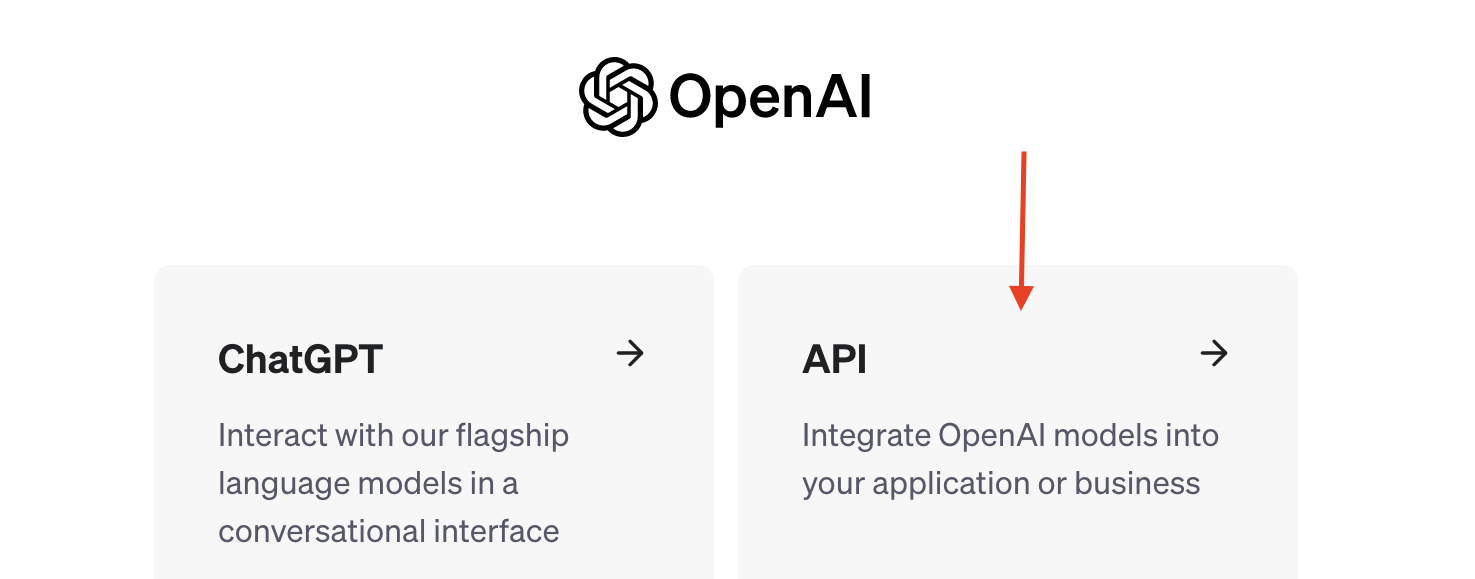 OpenAI
ChatGPT
Interact with our flagship
language models in a
conversational interface
API
Integrate OpenAI models into
your application or business